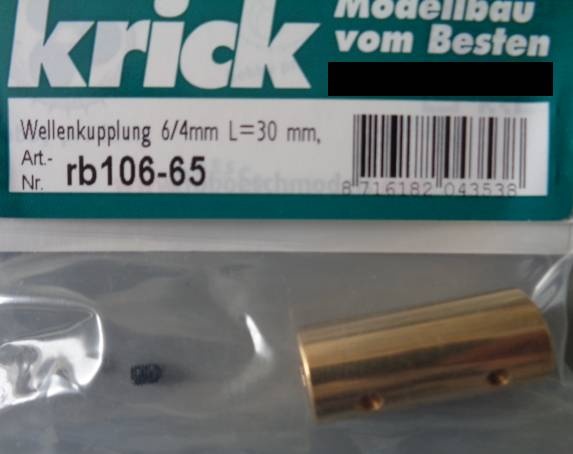 krick
Modellbau
vom Besten
Wellenkupplung 6/4mm L=30 mm,
Art.-
Nr. rb106-65
8 716182 043538